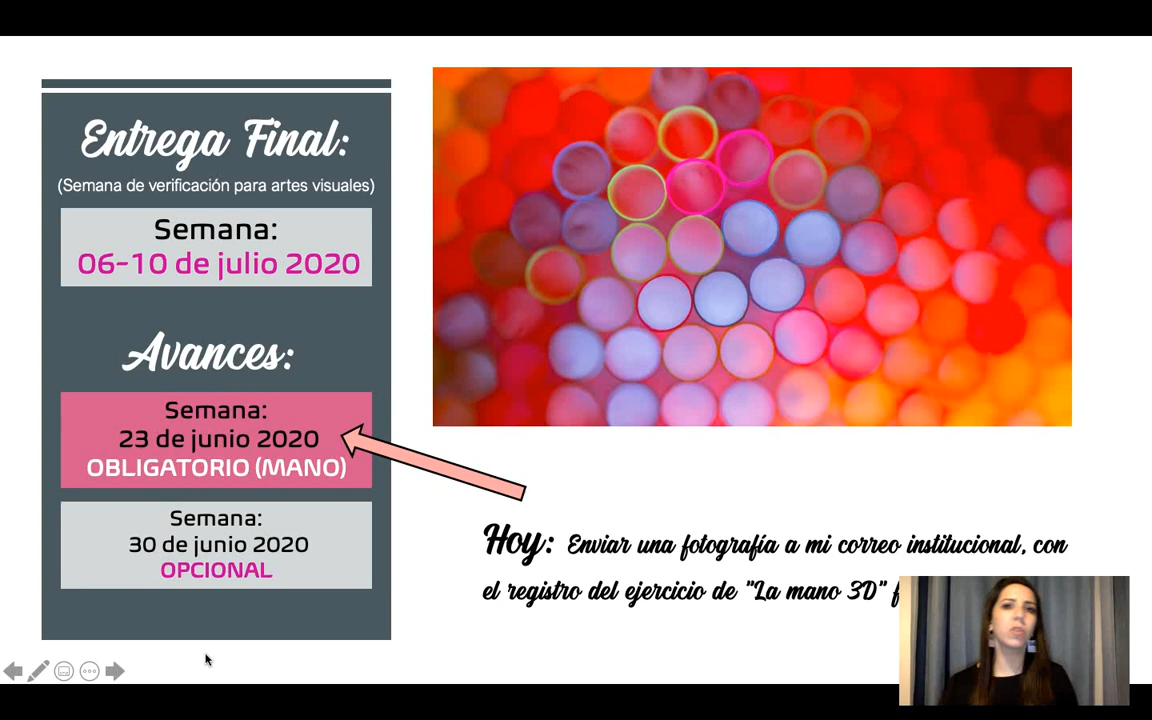 Entrega Final:
(Semana de verificación para artes visuales)
Semana:
06-10 de julio 2020
Avances:
Semana:
23 de junio 2020
OBLIGATORIO (MANO)
Semana:
30 de junio 2020
OPCIONAL
Hoy: Enviar una fotografía a mi correo institucional, con
el registro del ejercicio de "La mano 3D"